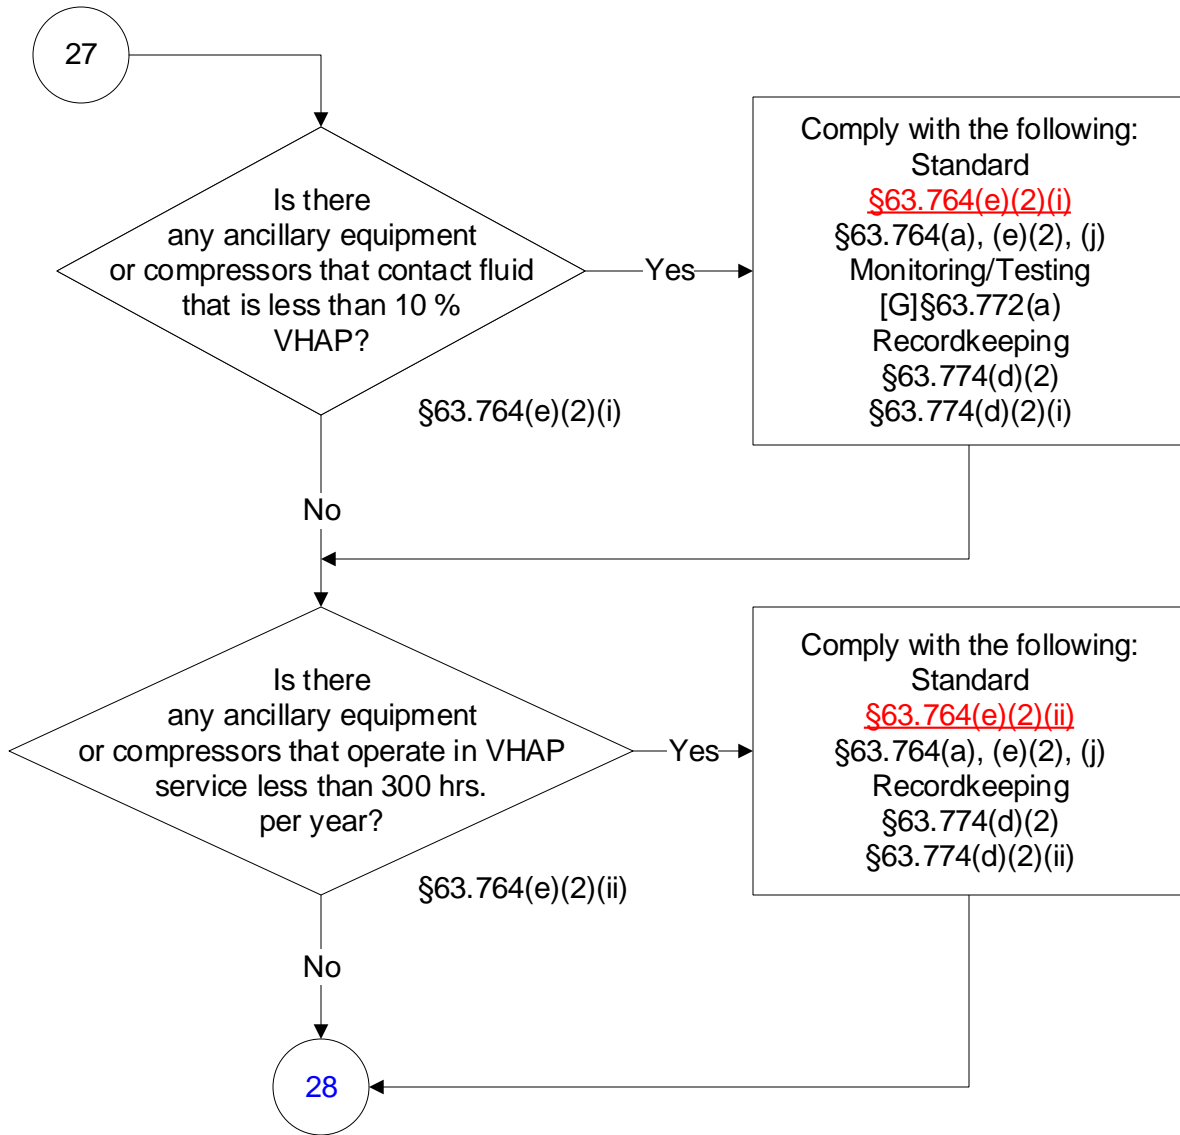 27
Is there
any ancillary equipment
or compressors that contact fluid
that is less than 10 %
VHAP?
Yes
Comply with the following:
Standard
§63.764(e)(2)(i)
§63.764(a), (e)(2), (j)
Monitoring/Testing
[G]§63.772(a)
Recordkeeping
§63.774(d)(2)
§63.774(d)(2)(i)
§63.764(e)(2)(i)
No
Is there
any ancillary equipment
or compressors that operate in VHAP
service less than 300 hrs.
per year?
Yes
Comply with the following:
Standard
§63.764(e)(2)(ii)
§63.764(a), (e)(2), (j)
Recordkeeping
§63.774(d)(2)
§63.774(d)(2)(ii)
§63.764(e)(2)(ii)
No
28